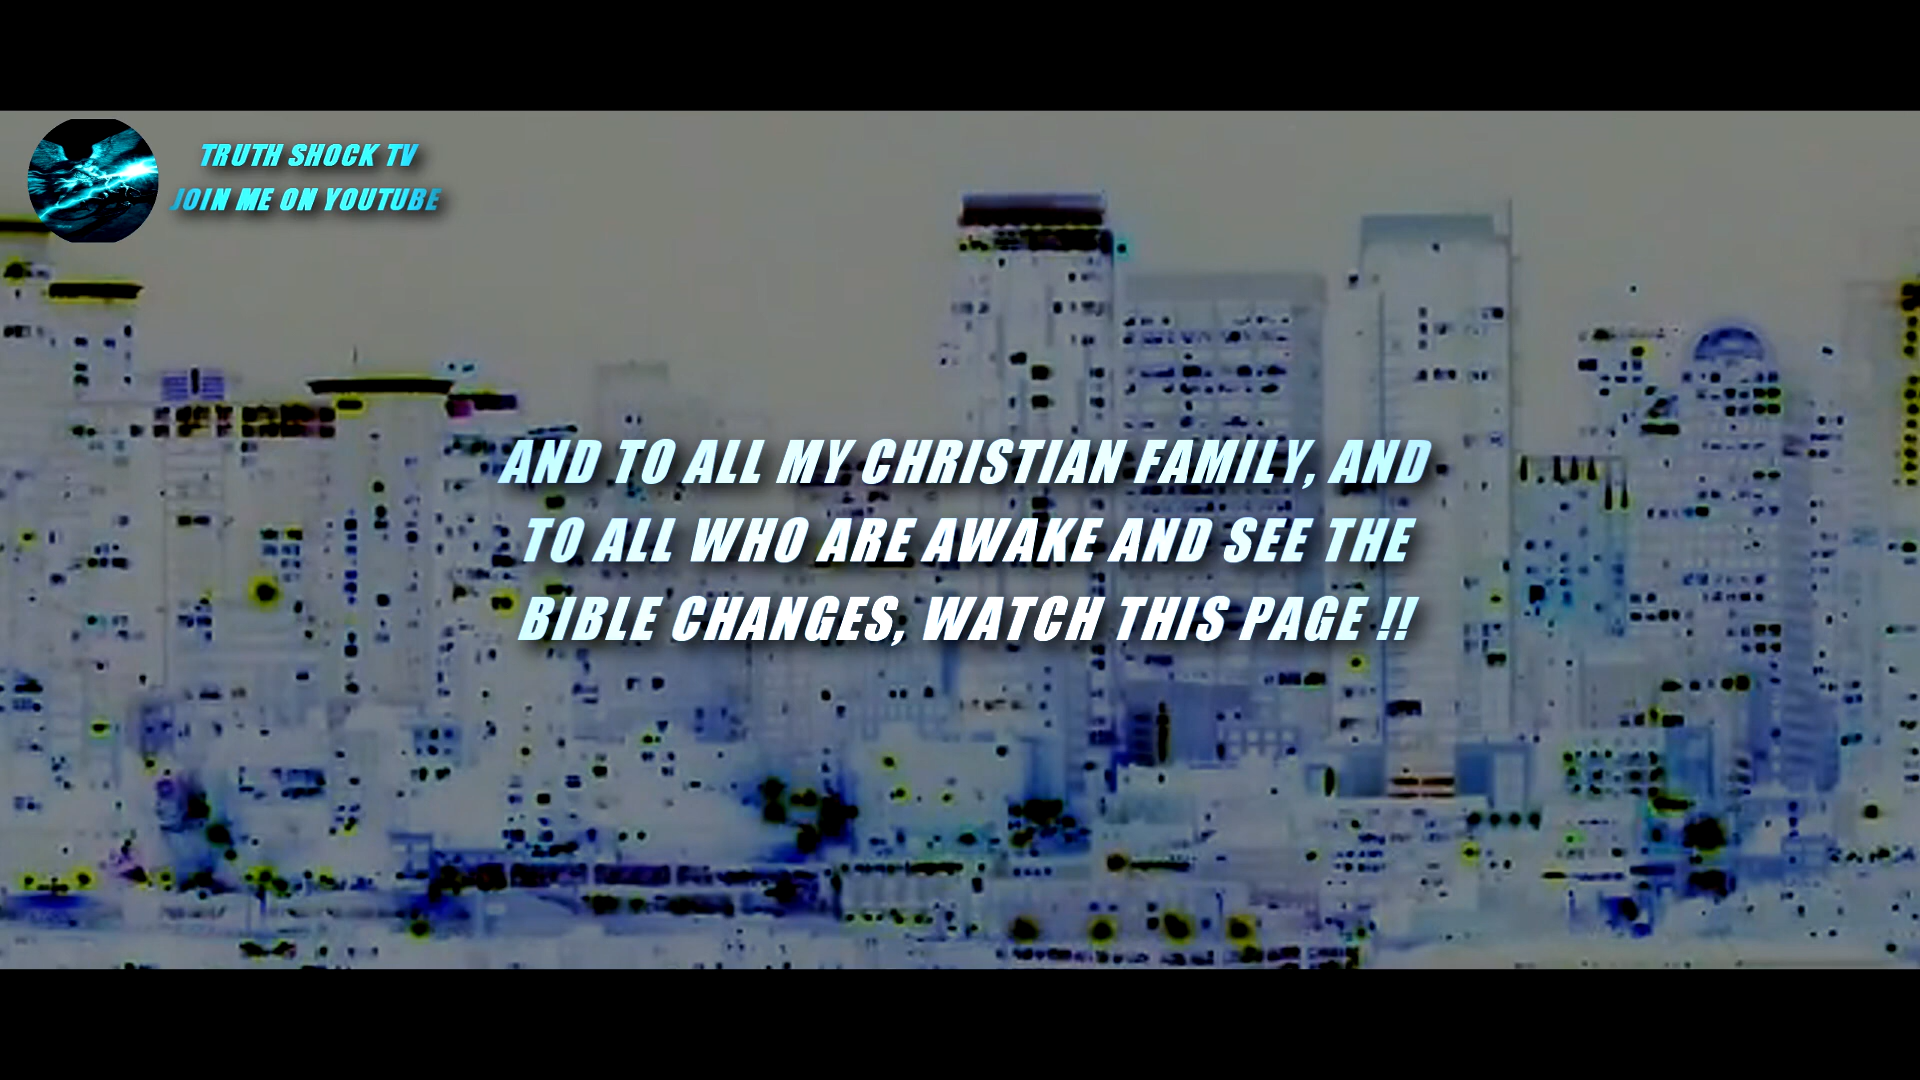 TRUTH SHOCK TV
JOIN ME ON YOUTUBE
AND TO ALL MY CHRISTIAN FAMILY, AND
TO ALL WHO ARE AWAKE AND SEE THE
BIBLE CHANGES, WATCH THIS PAGE !!